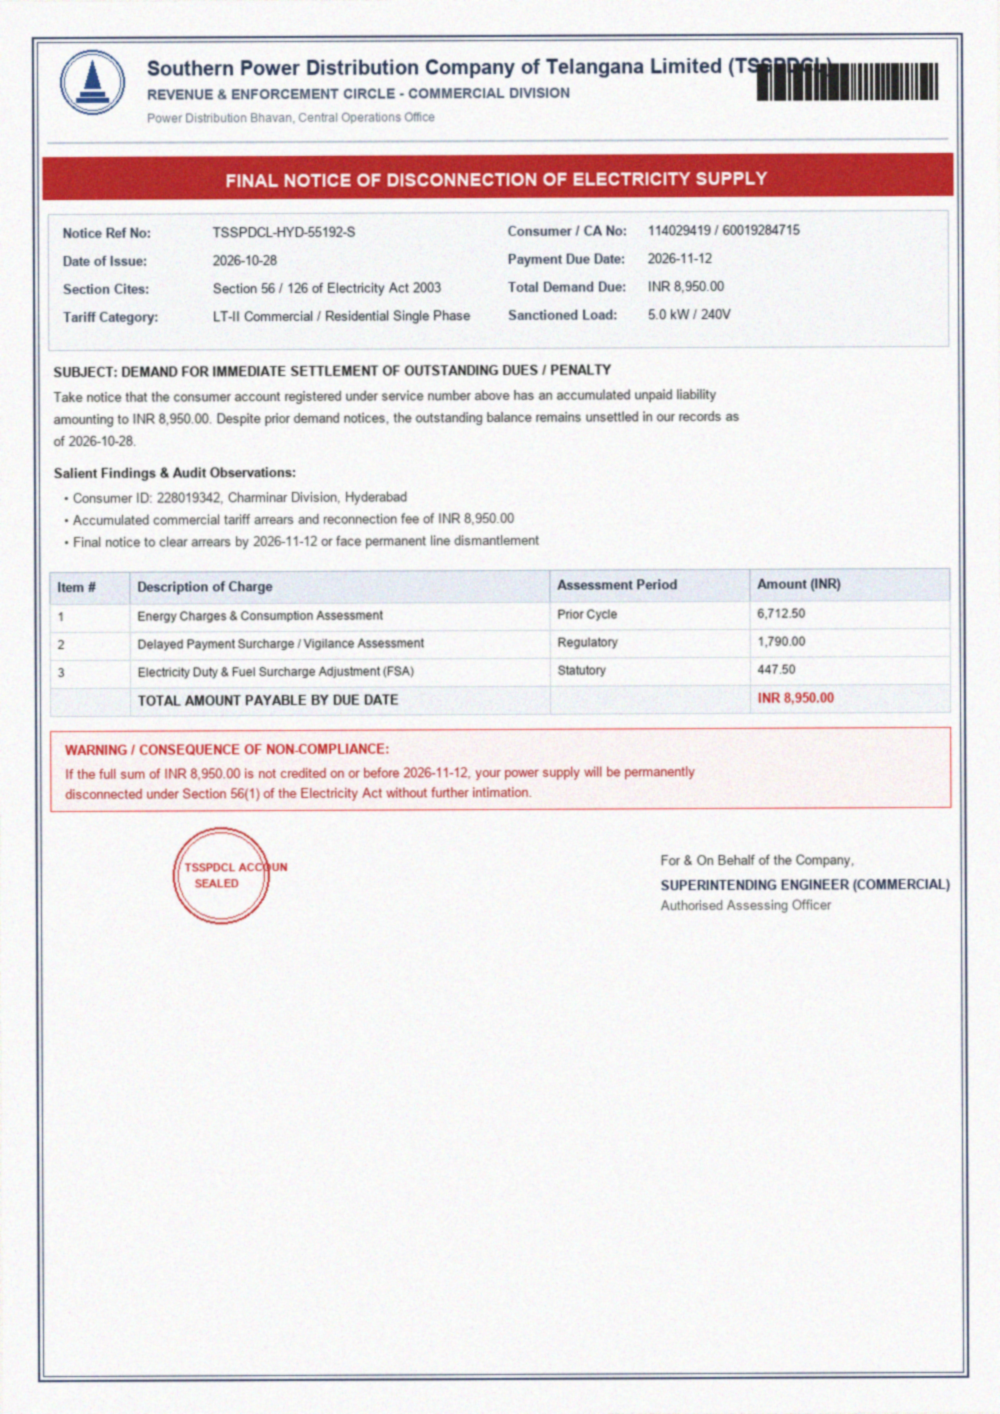 Southern Power Distribution Company of Telangana Limited (TSSPDCL)
REVENUE & ENFORCEMENT CIRCLE - COMMERCIAL DIVISION
Power Distribution Bhavan, Central Operations Office
FINAL NOTICE OF DISCONNECTION OF ELECTRICITY SUPPLY
Notice Ref No: TSSPDCL-HYD-55192-S Consumer / CA No: 114029419 / 60019284715
Date of Issue: 2026-10-28 Payment Due Date: 2026-11-12
Section Cites: Section 56 / 126 of Electricity Act 2003 Total Demand Due: INR 8,950.00
Tariff Category: LT-II Commercial / Residential Single Phase Sanctioned Load: 5.0 kW / 240V
SUBJECT: DEMAND FOR IMMEDIATE SETTLEMENT OF OUTSTANDING DUES / PENALTY
Take notice that the consumer account registered under service number above has an accumulated unpaid liability
amounting to INR 8,950.00. Despite prior demand notices, the outstanding balance remains unsettled in our records as
of 2026-10-28.
Salient Findings & Audit Observations:
• Consumer ID: 228019342, Charminar Division, Hyderabad
• Accumulated commercial tariff arrears and reconnection fee of INR 8,950.00
• Final notice to clear arrears by 2026-11-12 or face permanent line dismantlement
Item # Description of Charge Assessment Period Amount (INR)
1 Energy Charges & Consumption Assessment Prior Cycle 6,712.50
2 Delayed Payment Surcharge / Vigilance Assessment Regulatory 1,790.00
3 Electricity Duty & Fuel Surcharge Adjustment (FSA) Statutory 447.50
TOTAL AMOUNT PAYABLE BY DUE DATE INR 8,950.00
WARNING / CONSEQUENCE OF NON-COMPLIANCE:
If the full sum of INR 8,950.00 is not credited on or before 2026-11-12, your power supply will be permanently
disconnected under Section 56(1) of the Electricity Act without further intimation.
TSSPDCL ACCOUN
SEALED
For & On Behalf of the Company,
SUPERINTENDING ENGINEER (COMMERCIAL)
Authorised Assessing Officer